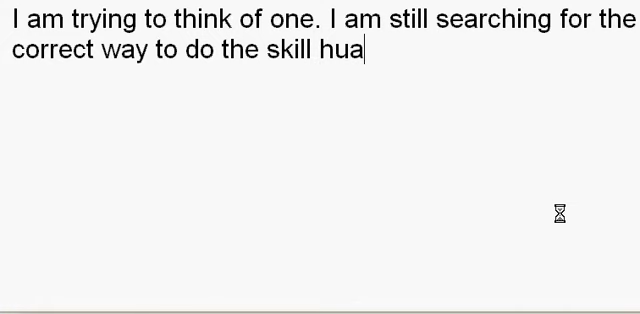 I am trying to think of one. I am still searching for the
correct way to do the skill hua